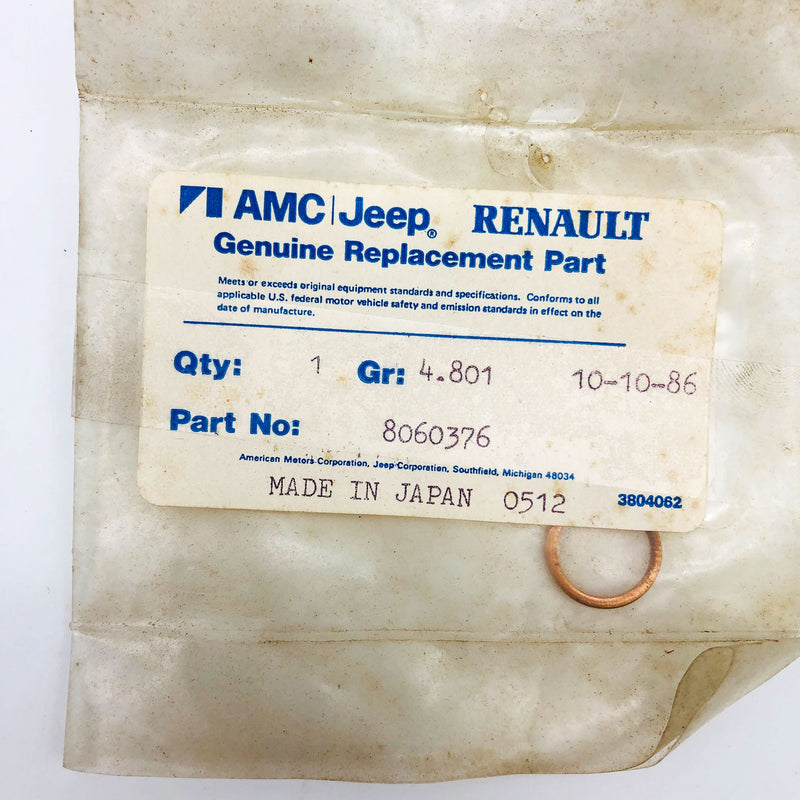 AMC|Jeep® RENAULT
Genuine Replacement Part
Meets or exceeds original equipment standards and specifications. Conforms to all
applicable U.S. federal motor vehicle safety and emission standards in effect on the
date of manufacture.
Qty: 1 Gr: 4.801 10-10-86
Part No: 8060376
American Motors Corporation, Jeep Corporation, Southfield, Michigan 48034
MADE IN JAPAN 0512 3804062